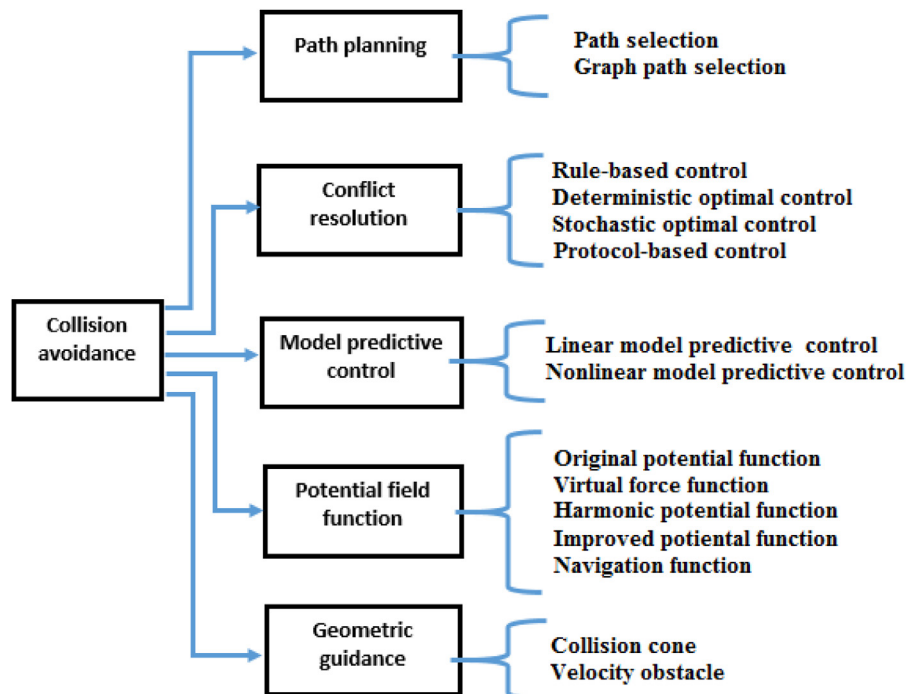 Path planning
Path selection
Graph path selection
Conflict
resolution
Rule-based control
Deterministic optimal control
Stochastic optimal control
Protocol-based control
Collision
avoidance
Model predictive
control
Linear model predictive control
Nonlinear model predictive control
Potential field
function
Original potential function
Virtual force function
Harmonic potential function
Improved potiental function
Navigation function
Geometric
guidance
Collision cone
Velocity obstacle